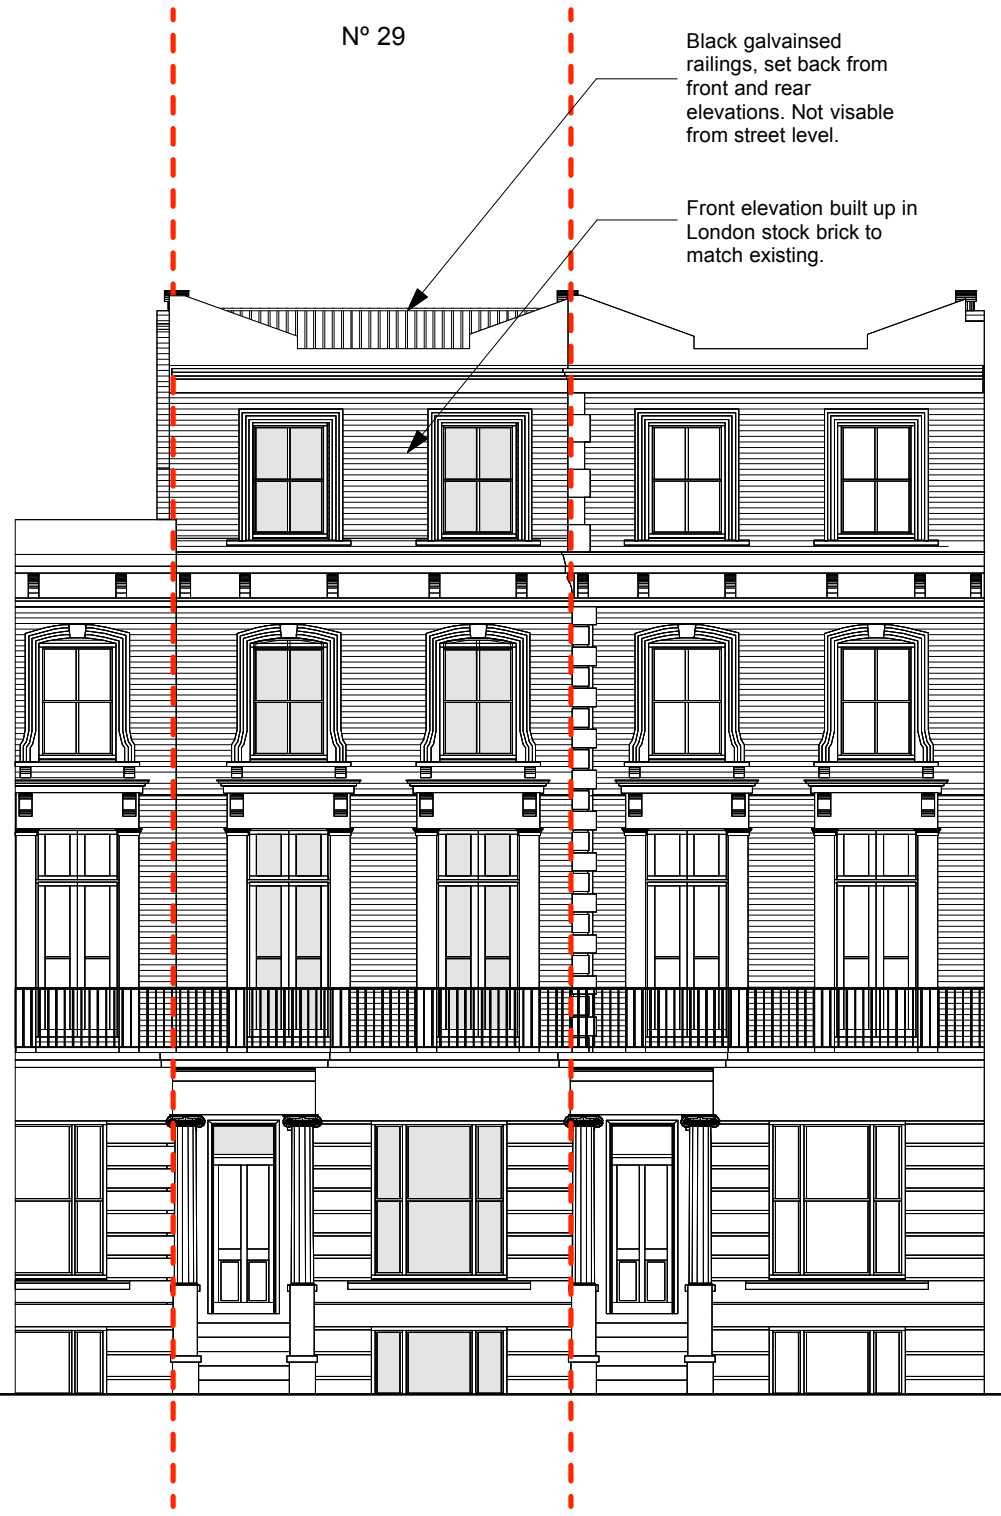 Nº 29
Black galvainsed
railings, set back from
front and rear
elevations. Not visable
from street level.
Front elevation built up in
London stock brick to
match existing.